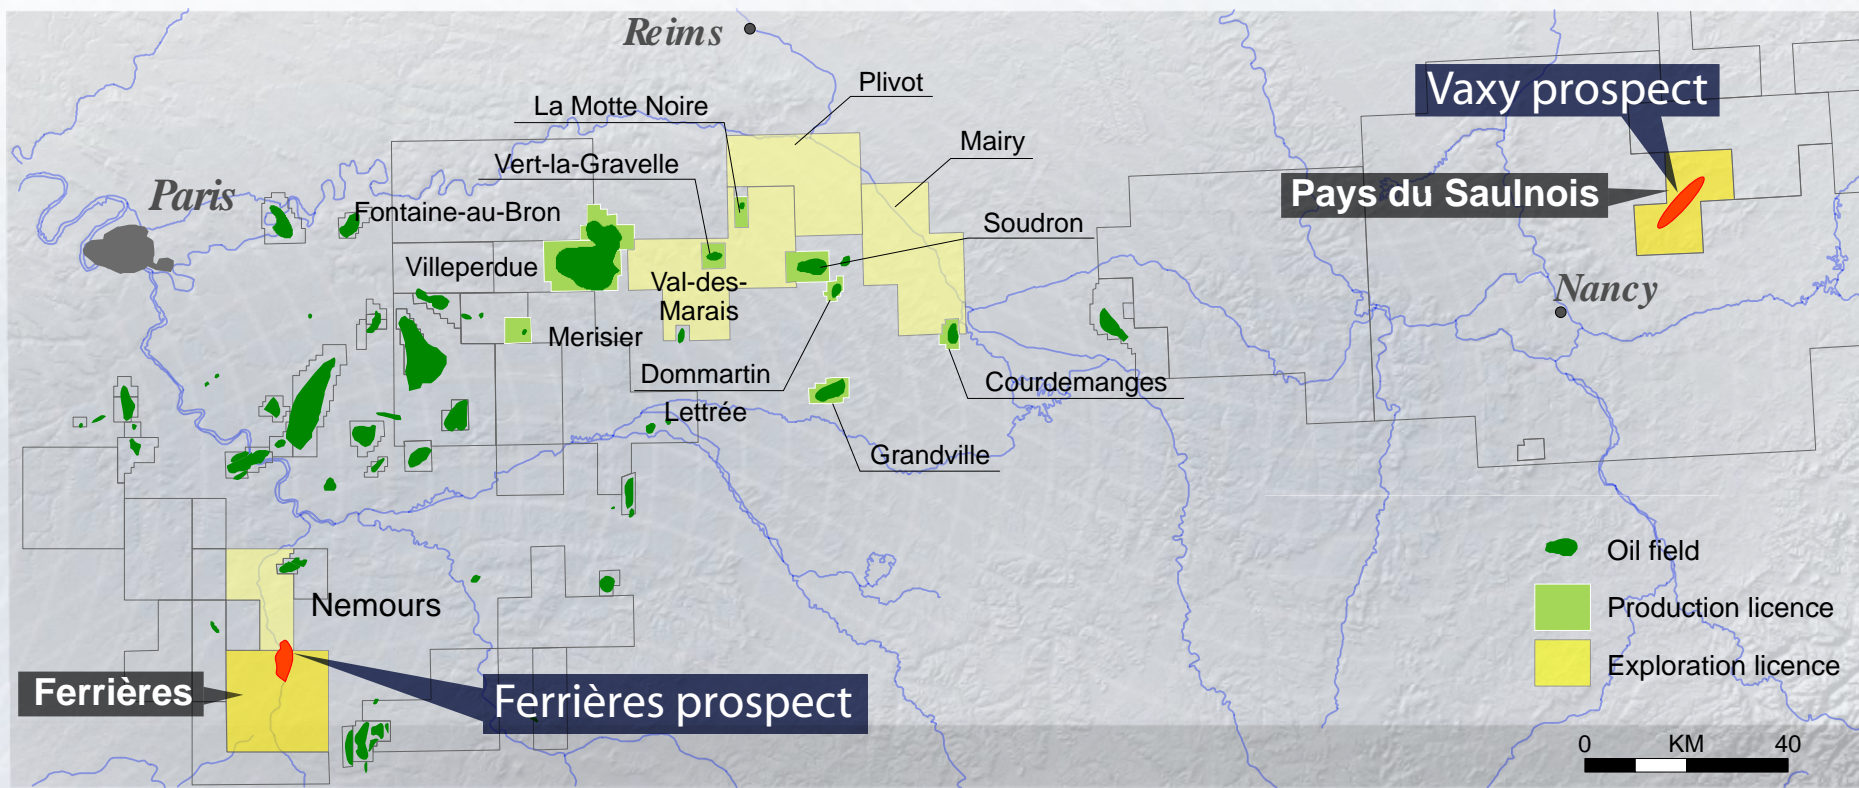 Reims
Plivot
Vaxy prospect
La Motte Noire
Mairy
Vert-la-Gravelle
Paris
Pays du Saulnois
Fontaine-au-Bron
Soudron
Villeperdue
Val-des-
Marais
Nancy
Merisier
Dommartin
Lettrée
Courdemanges
Grandville
Oil field
Nemours
Production licence
Exploration licence
Ferrières
Ferrières prospect
0 KM 40